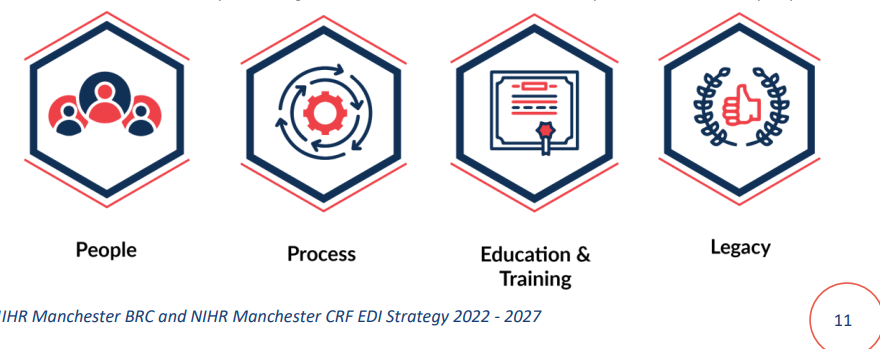 People
Process
Education &
Training
Legacy
NIHR Manchester BRC and NIHR Manchester CRF EDI Strategy 2022 - 2027
11